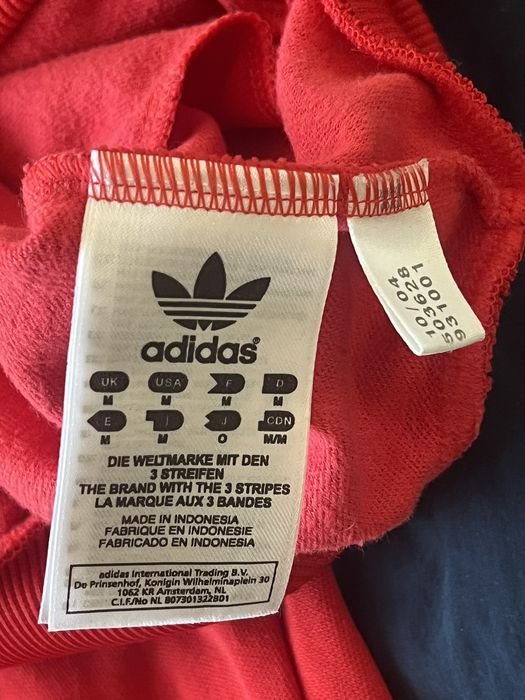 adidas®
UK USA F D
M M M M
E I J CDN
M M O M/M
DIE WELTMARKE MIT DEN
3 STREIFEN
THE BRAND WITH THE 3 STRIPES
LA MARQUE AUX 3 BANDES
MADE IN INDONESIA
FABRIQUE EN INDONESIE
FABRICADO EN INDONESIA
adidas International Trading B.V.
De Prinsenhof, Konigin Wilhelminaplein 30
1062 KR Amsterdam, NL
C.I.F/No NL B07301322B01
10/04
503628
931001